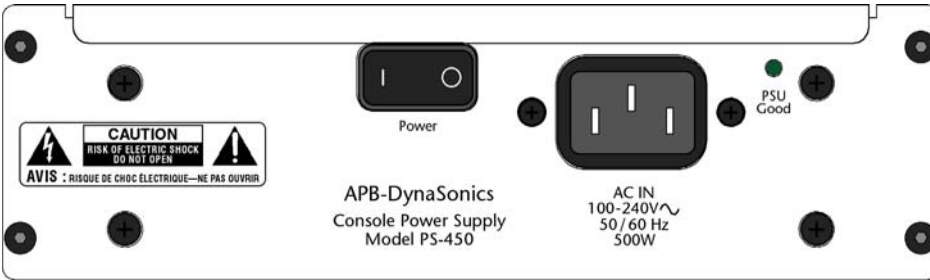 I O
Power
PSU
Good
CAUTION
RISK OF ELECTRIC SHOCK
DO NOT OPEN
AVIS : RISQUE DE CHOC ÉLECTRIQUE—NE PAS OUVRIR
APB-DynaSonics
Console Power Supply
Model PS-450
AC IN
100-240V~
50/60 Hz
500W